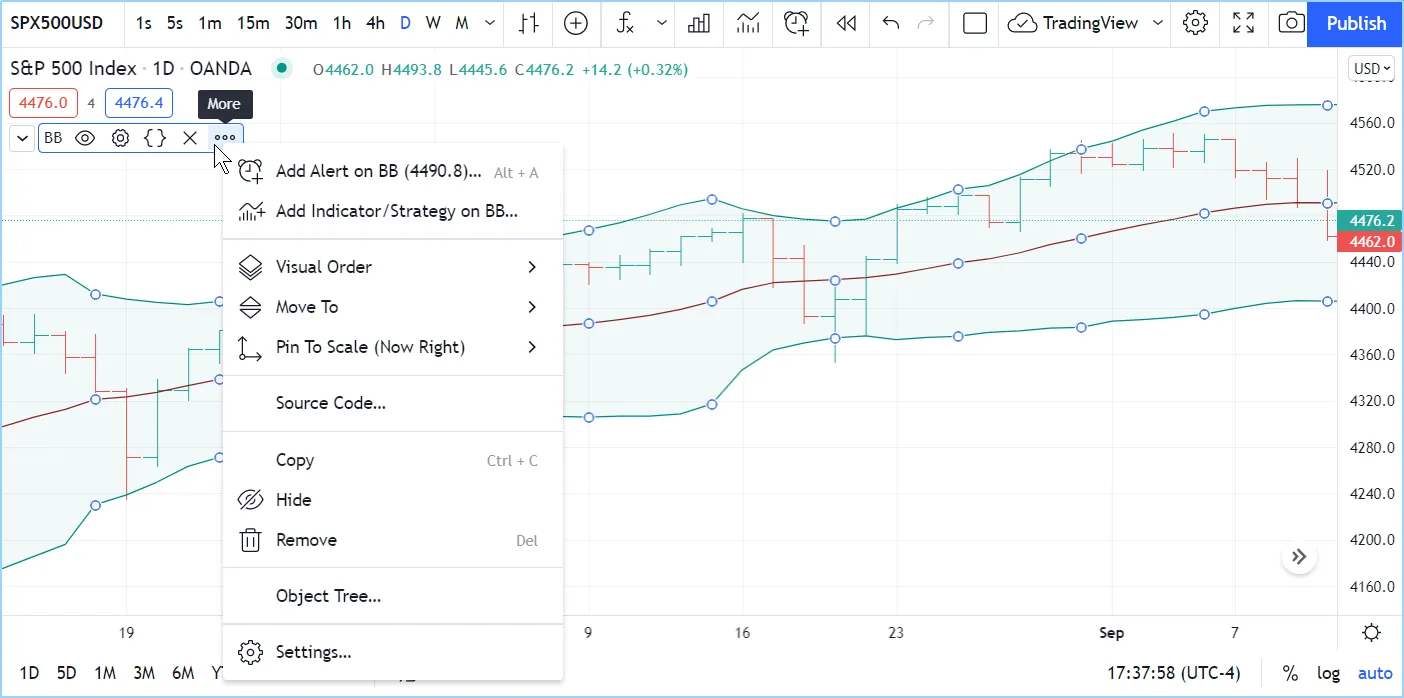 SPX500USD 1s 5s 1m 15m 30m 1h 4h D W M TradingView Publish
S&P 500 Index · 1D · OANDA O4462.0 H4493.8 L4445.6 C4476.2 +14.2 (+0.32%)
USD
4476.0 4 4476.4
More
BB
Add Alert on BB (4490.8)... Alt + A
Add Indicator/Strategy on BB...
Visual Order
Move To
Pin To Scale (Now Right)
Source Code...
Copy Ctrl + C
Hide
Remove Del
Object Tree...
Settings...
4560.0
4520.0
4476.2
4462.0
4440.0
4400.0
4360.0
4320.0
4280.0
4240.0
4200.0
4160.0
19 9 16 23 Sep 7
1D 5D 1M 3M 6M 17:37:58 (UTC-4) % log auto